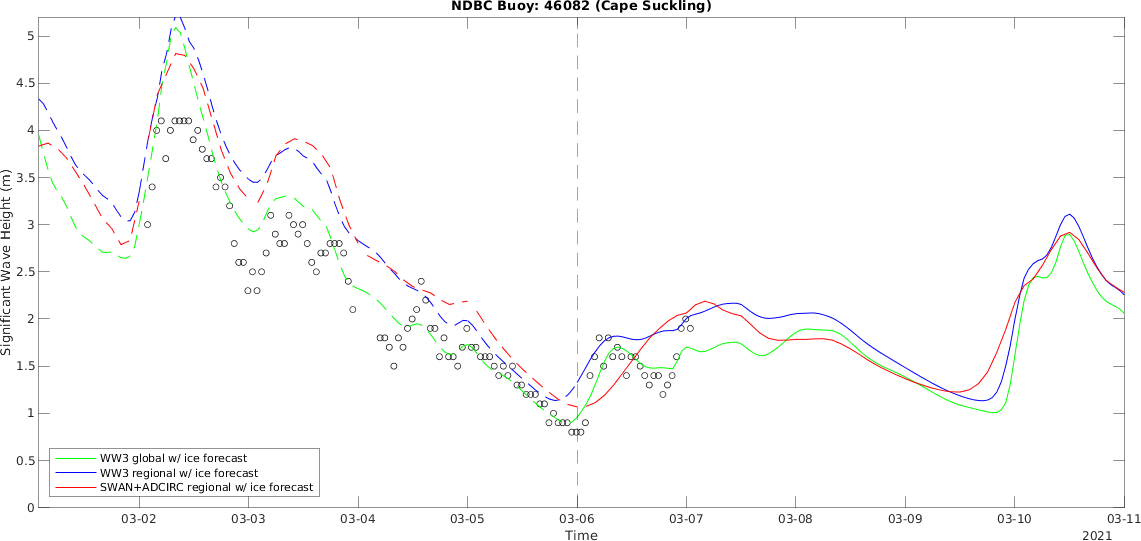 NDBC Buoy: 46082 (Cape Suckling)
Significant Wave Height (m)
5
4.5
4
3.5
3
2.5
2
1.5
1
0.5
0
WW3 global w/ ice forecast
WW3 regional w/ ice forecast
SWAN+ADCIRC regional w/ ice forecast
03-02 03-03 03-04 03-05 03-06 03-07 03-08 03-09 03-10 03-11
Time
2021